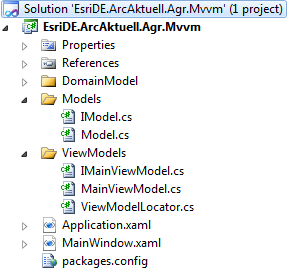 Solution 'EsriDE.ArcAktuell.Agr.Mvvm' (1 project)
EsriDE.ArcAktuell.Agr.Mvvm
Properties
References
DomainModel
Models
IModel.cs
Model.cs
ViewModels
IMainViewModel.cs
MainViewModel.cs
ViewModelLocator.cs
Application.xaml
MainWindow.xaml
packages.config